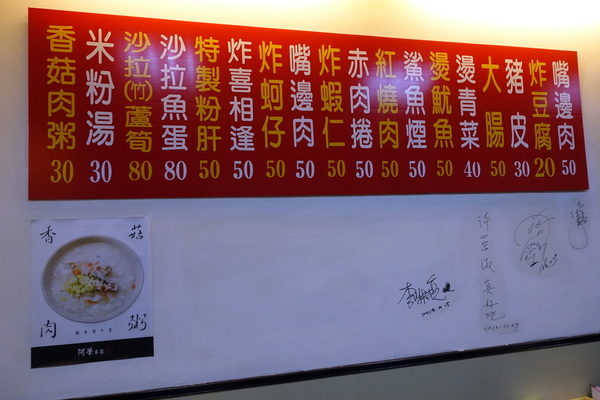 香菇肉粥 30
米粉湯 30
沙拉(竹)蘆筍 80
沙拉魚蛋 80
特製粉肝 50
炸喜相逢 50
炸蚵仔 50
嘴邊肉 50
炸蝦仁 50
赤肉捲 50
紅燒肉 50
鯊魚煙 50
燙魷魚 50
燙青菜 40
大腸 50
豬皮 30
炸豆腐 20
嘴邊肉 50
香菇肉粥